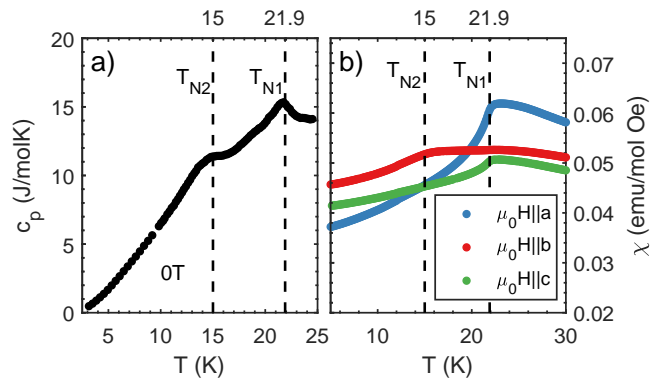 15 21.9 15 21.9
20 a) T_N2 T_N1 b) T_N2 T_N1 0.07
15 0.06
10 0.05
5 0T μ₀H||a 0.04
μ₀H||b 0.03
0 μ₀H||c 0.02
5 10 15 20 25 10 20 30
T (K) T (K)
c_p (J/molK)
χ (emu/mol Oe)